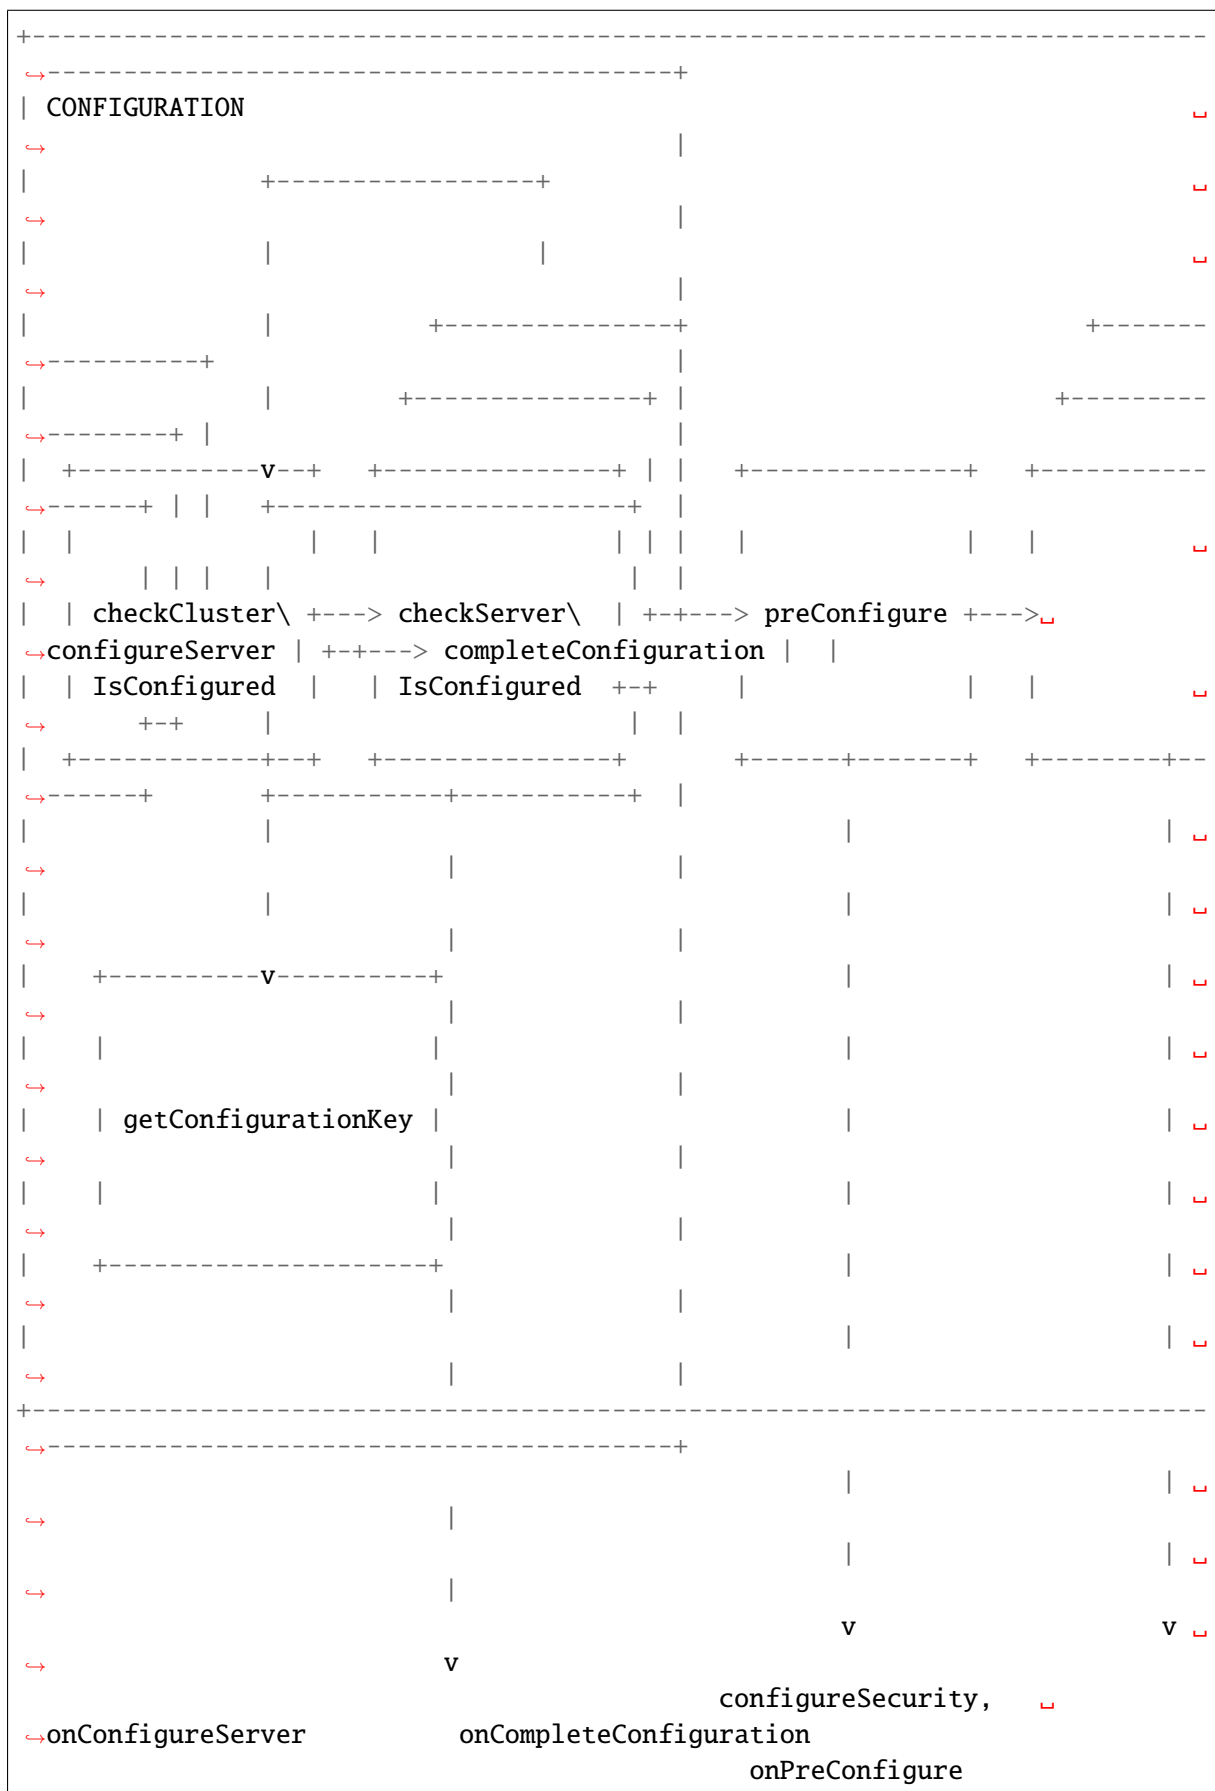 CONFIGURATION
checkCluster\ +---> checkServer\ | +-+---> preConfigure +--->
configureServer | +-+---> completeConfiguration | |
IsConfigured | | IsConfigured +-+
getConfigurationKey
v v
v
configureSecurity,
onConfigureServer onCompleteConfiguration
onPreConfigure